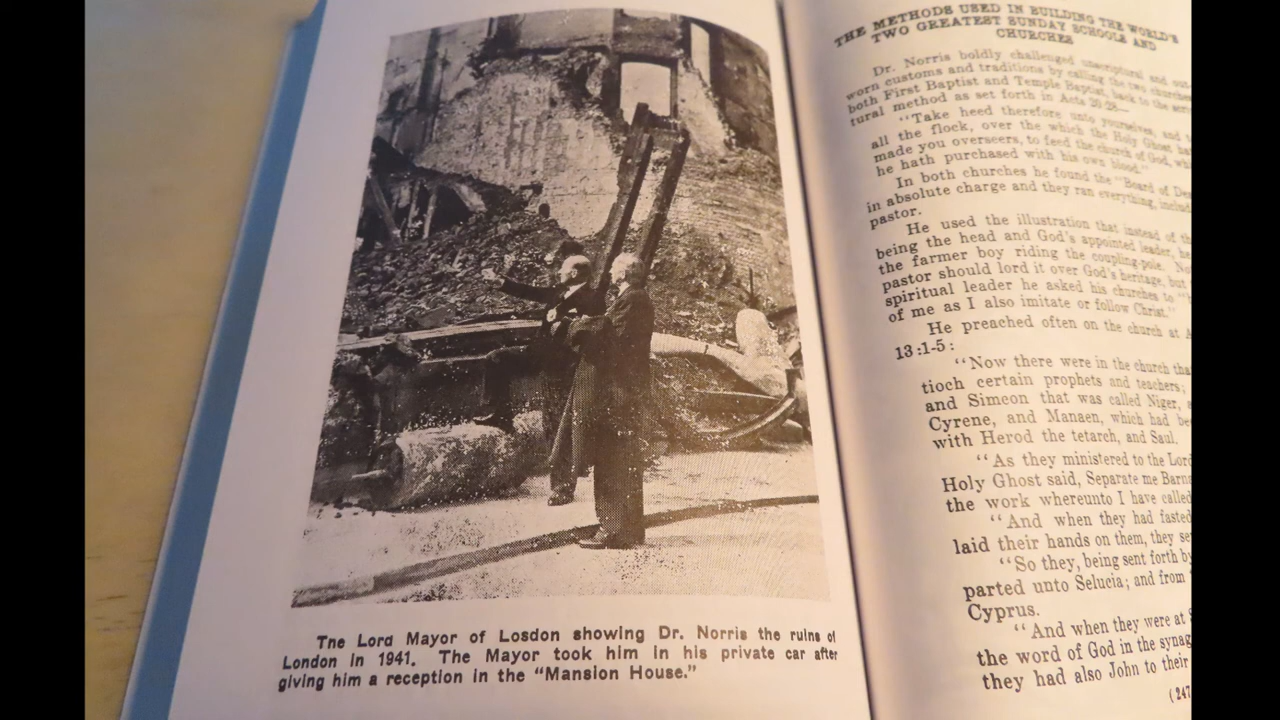 The Lord Mayor of Losdon showing Dr. Norris the ruins of
London in 1941. The Mayor took him in his private car after
giving him a reception in the "Mansion House."
THE METHODS USED IN BUILDING THE WORLD'S
TWO GREATEST SUNDAY SCHOOLS AND
CHURCHES
Dr. Norris boldly challenged unscriptural and out-
worn customs and traditions by calling the two churches
both First Baptist and Temple Baptist, back to the
tural method as set forth in Acts 20:28—
"Take heed therefore unto yourselves, and
all the flock, over the which the Holy Ghost
made you overseers, to feed the church of God,
he hath purchased with his own blood."
In both churches he found the "Board of
in absolute charge and they ran everything,
pastor.
He used the illustration that instead of
being the head and God's appointed leader,
the farmer boy riding the coupling-pole.
pastor should lord it over God's heritage, but
spiritual leader he asked his churches to
of me as I also imitate or follow Christ."
He preached often on the church at A
13:1-5:
"Now there were in the church tha
tioch certain prophets and teachers;
and Simeon that was called Niger,
Cyrene, and Manaen, which had be
with Herod the tetarch, and Saul.
"As they ministered to the Lord
Holy Ghost said, Separate me Barna
the work whereunto I have called
"And when they had fasted
laid their hands on them, they se
"So they, being sent forth by
parted unto Selucia; and from
Cyprus.
"And when they were at S
the word of God in the synag
they had also John to their
(247